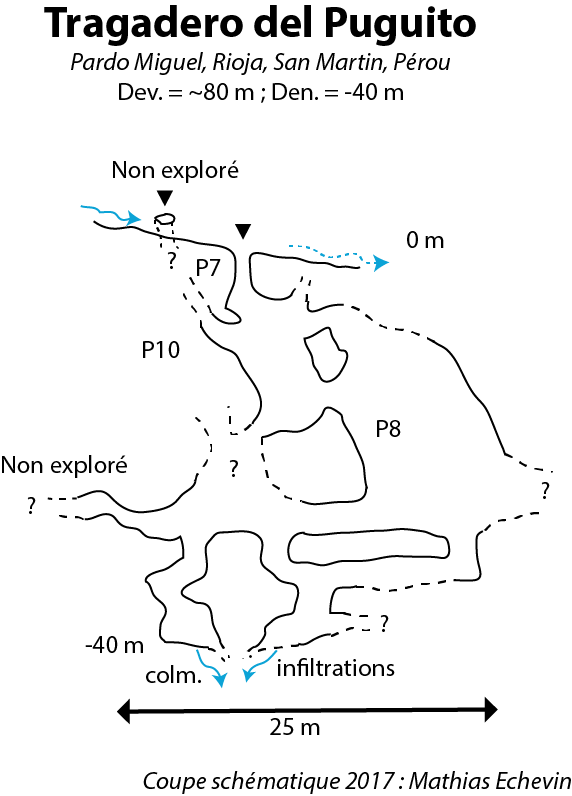 Tragadero del Puguito
Pardo Miguel, Rioja, San Martin, Pérou
Dev. = ~80 m ; Den. = -40 m
Non exploré
0 m
?
P7
P10
P8
Non exploré
?
?
?
?
-40 m
colm.
infiltrations
25 m
Coupe schématique 2017 : Mathias Echevin